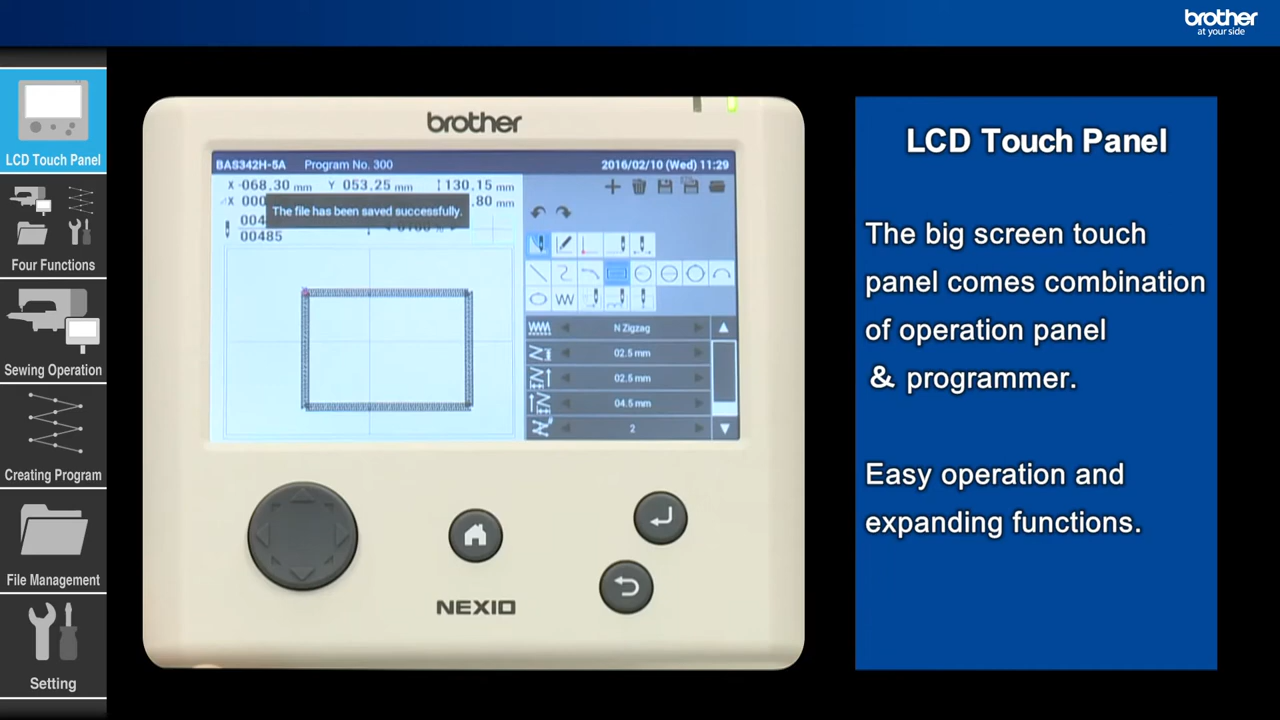 brother
at your side
LCD Touch Panel
Four Functions
Sewing Operation
Creating Program
File Management
Setting
brother
BAS342H-5A Program No. 300 2016/02/10 (Wed) 11:29
X -068.30 mm Y 053.25 mm 130.15 mm
X 000 .80 mm
The file has been saved successfully.
004
00485
N Zigzag
02.5 mm
02.5 mm
04.5 mm
2
NEXIO
LCD Touch Panel
The big screen touch
panel comes combination
of operation panel
& programmer.
Easy operation and
expanding functions.